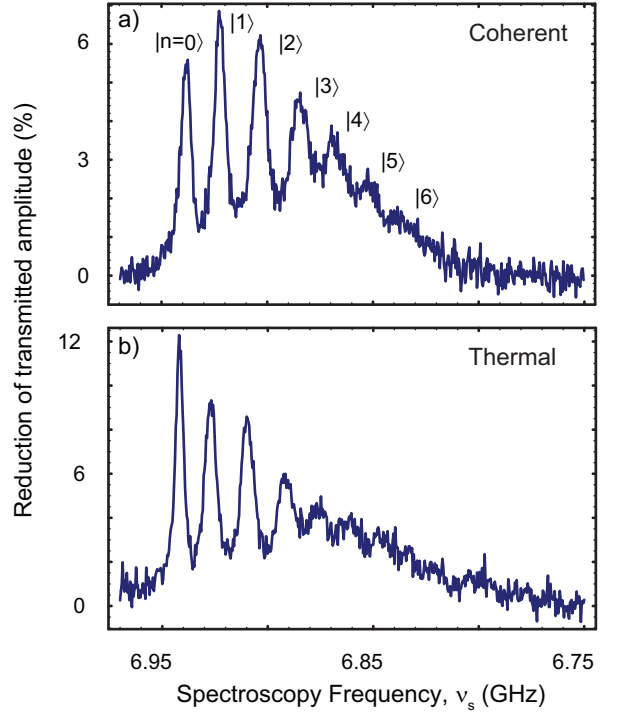 a)
Coherent
|n=0⟩
|1⟩
|2⟩
|3⟩
|4⟩
|5⟩
|6⟩
6
3
0
Reduction of transmitted amplitude (%)
b)
Thermal
12
6
0
6.95
6.85
6.75
Spectroscopy Frequency, νs (GHz)